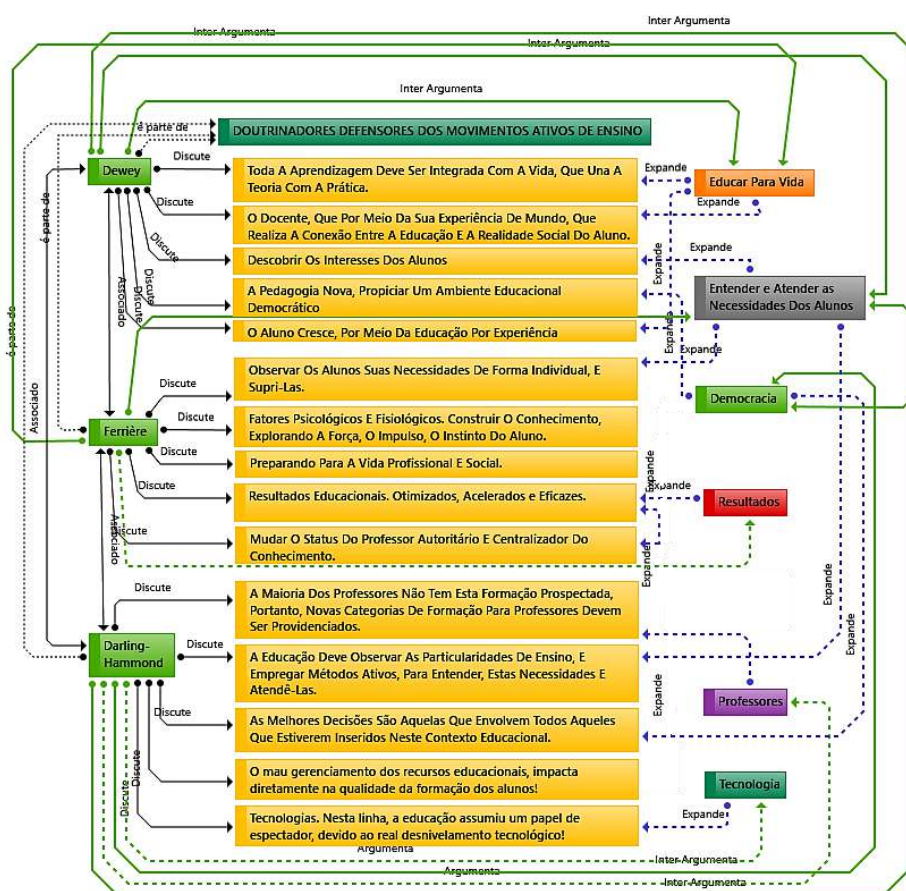 Inter Argumenta
Inter Argumenta
Inter Argumenta
Inter Argumenta
é parte de
DOUTRINADORES DEFENSORES DOS MOVIMENTOS ATIVOS DE ENSINO
Discute
Dewey
Toda A Aprendizagem Deve Ser Integrada Com A Vida, Que Una A
Teoria Com A Prática.
Expande
Educar Para Vida
Discute
Expande
é parte de
O Docente, Que Por Meio Da Sua Experiência De Mundo, Que
Realiza A Conexão Entre A Educação E A Realidade Social Do Aluno.
Discute
Expande
Descobrir Os Interesses Dos Alunos
Expande
Discute
Discute
Associado
A Pedagogia Nova, Propiciar Um Ambiente Educacional
Democrático
Entender e Atender as
Necessidades Dos Alunos
O Aluno Cresce, Por Meio Da Educação Por Experiência
Expande
é parte de
Expande
Observar Os Alunos Suas Necessidades De Forma Individual, E
Supri-Las.
Discute
Associado
Democracia
Discute
Fatores Psicológicos E Fisiológicos. Construir O Conhecimento,
Explorando A Força, O Impulso, O Instinto Do Aluno.
Ferrière
Discute
Preparando Para A Vida Profissional E Social.
Expande
Discute
Expande
Resultados Educacionais. Otimizados, Acelerados e Eficazes.
Resultados
Associado
Discute
Mudar O Status Do Professor Autoritário E Centralizador Do
Conhecimento.
Expande
Discute
A Maioria Dos Professores Não Tem Esta Formação Prospectada,
Portanto, Novas Categorias De Formação Para Professores Devem
Ser Providenciados.
Expande
Expande
Darling-
Hammond
Discute
A Educação Deve Observar As Particularidades De Ensino, E
Empregar Métodos Ativos, Para Entender, Estas Necessidades E
Atendê-Las.
Expande
Professores
Discute
As Melhores Decisões São Aquelas Que Envolvem Todos Aqueles
Que Estiverem Inseridos Neste Contexto Educacional.
Discute
Discute
O mau gerenciamento dos recursos educacionais, impacta
diretamente na qualidade da formação dos alunos!
Tecnologia
Discute
Tecnologias. Nesta linha, a educação assumiu um papel de
espectador, devido ao real desnivelamento tecnológico!
Expande
Argumenta
Inter Argumenta
Argumenta
Inter Argumenta